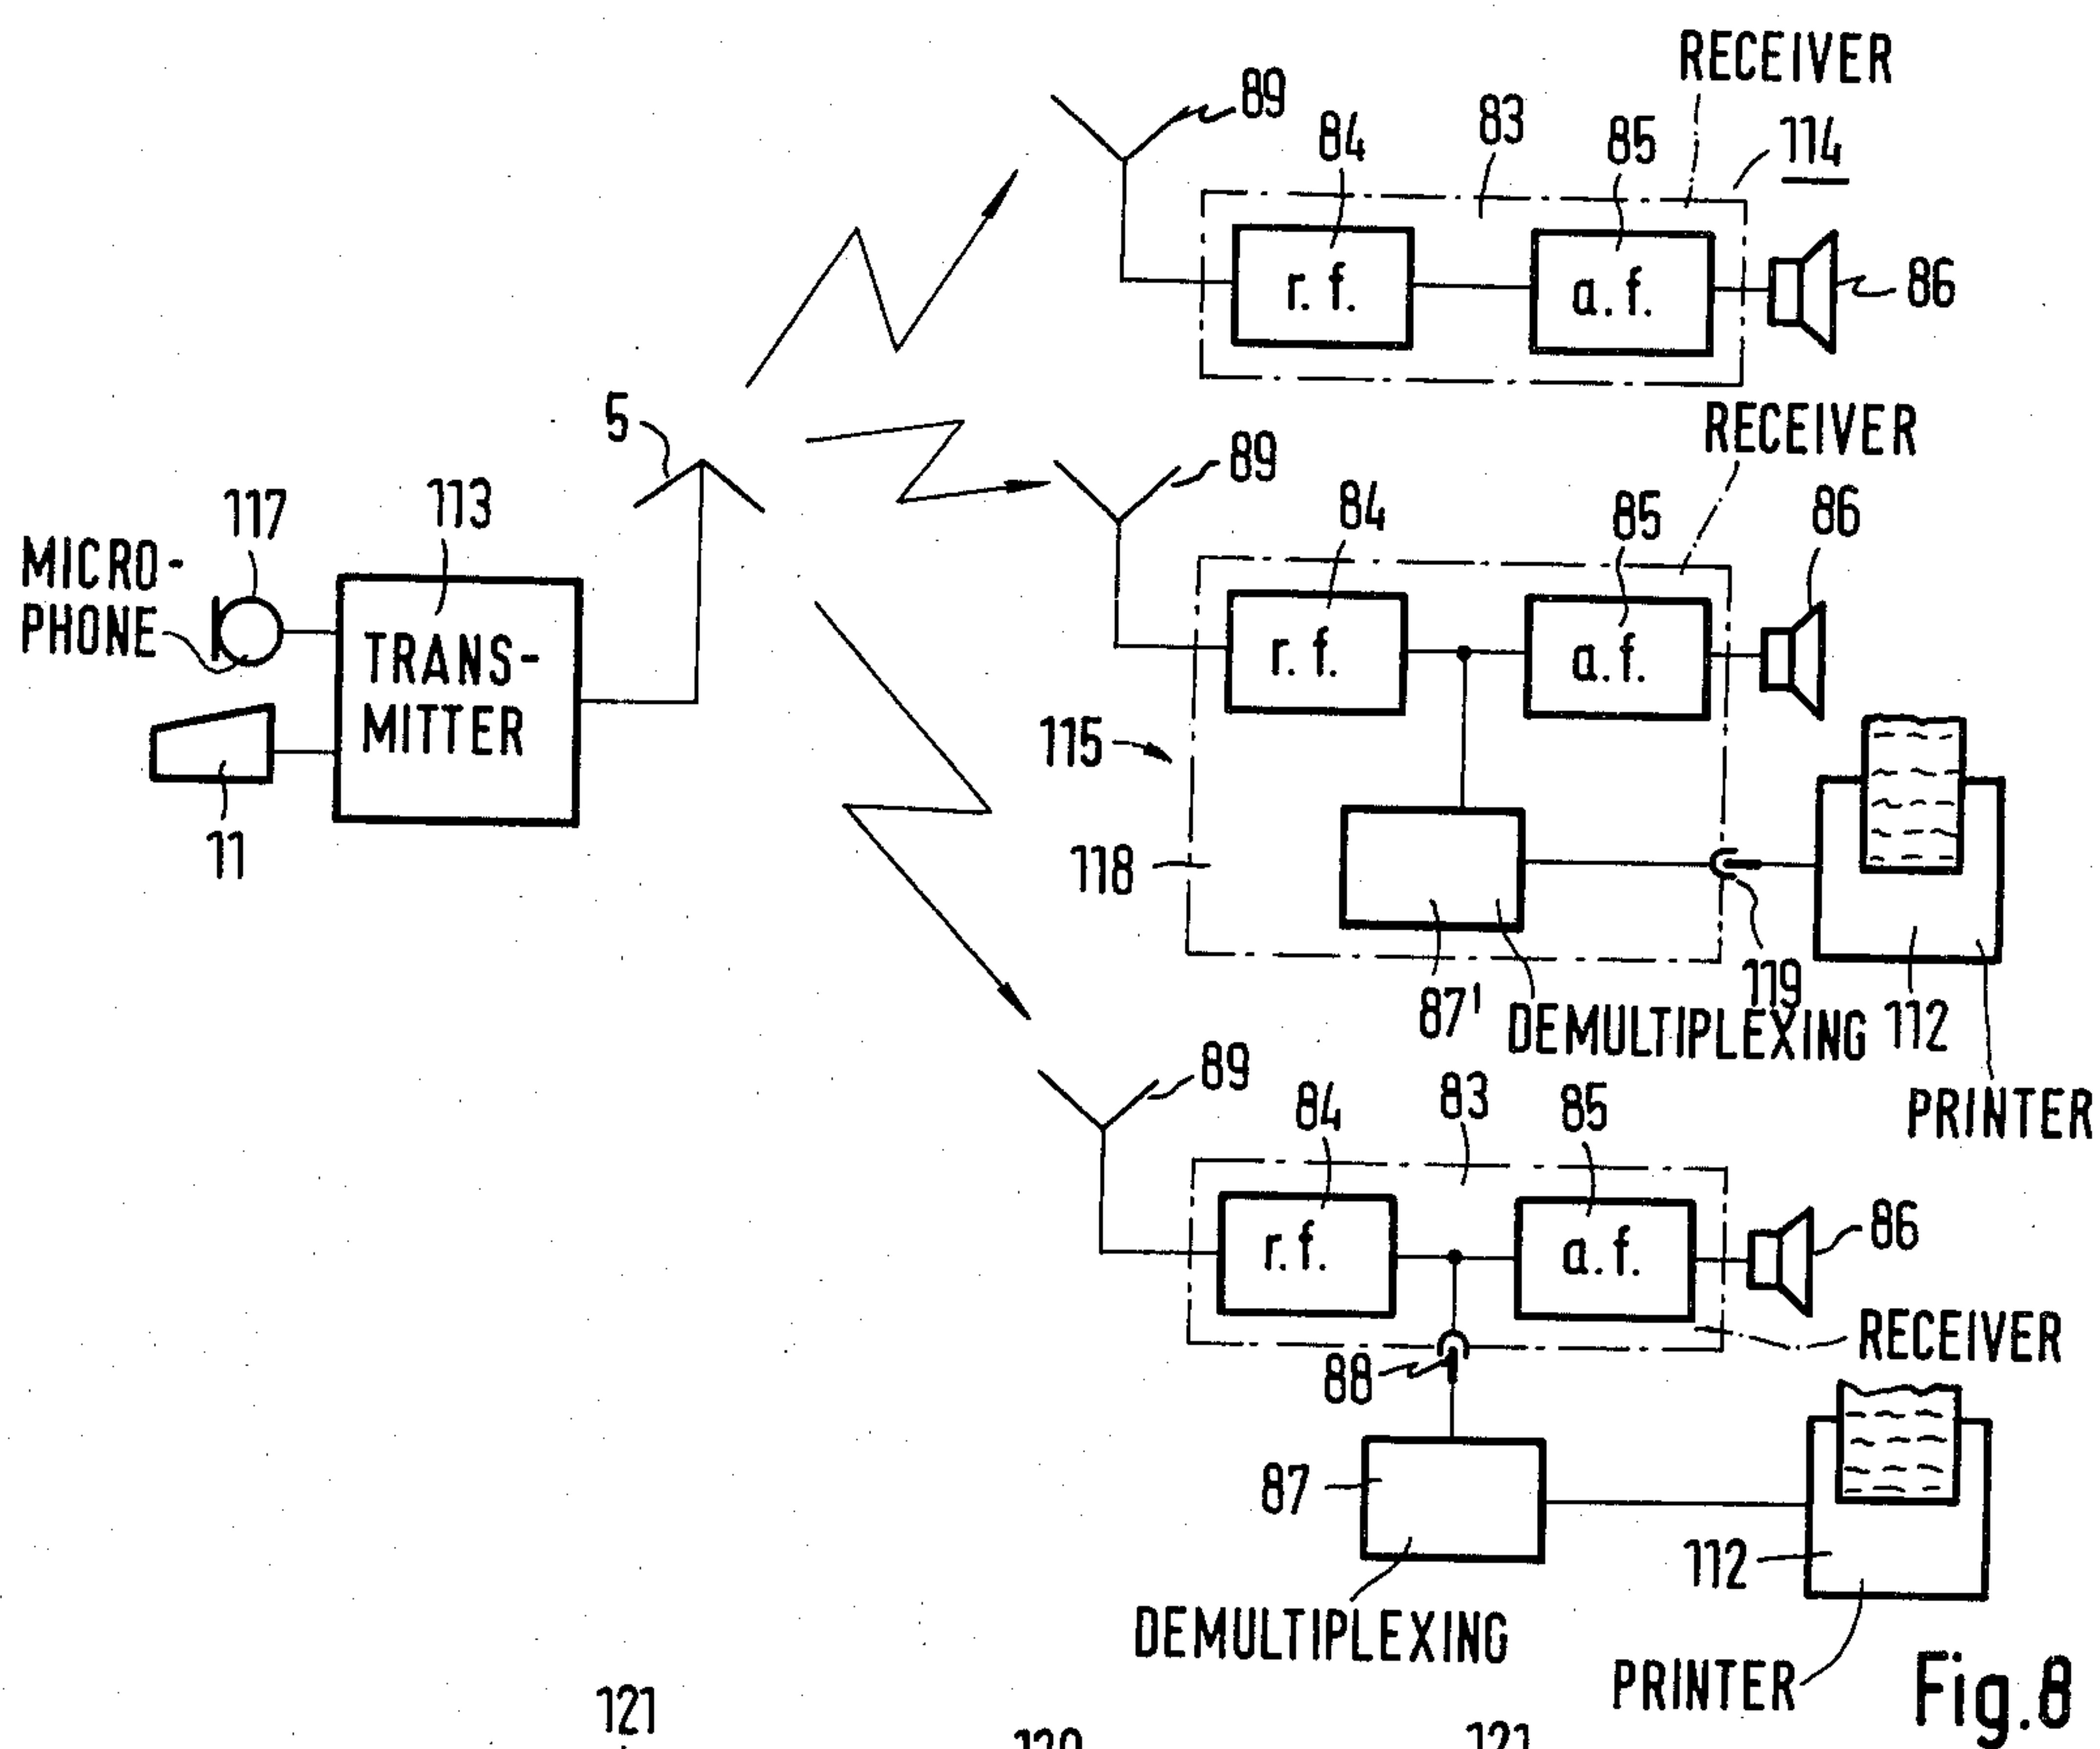 RECEIVER
89
84
83
85
114
r.f.
a.f.
86
5
RECEIVER
89
84
85
86
117
113
MICRO-
PHONE
TRANS-
MITTER
r.f.
a.f.
115
11
118
119
87'
DEMULTIPLEXING
112
PRINTER
89
84
83
85
r.f.
a.f.
86
RECEIVER
88
87
112
DEMULTIPLEXING
PRINTER
Fig.8
121
121